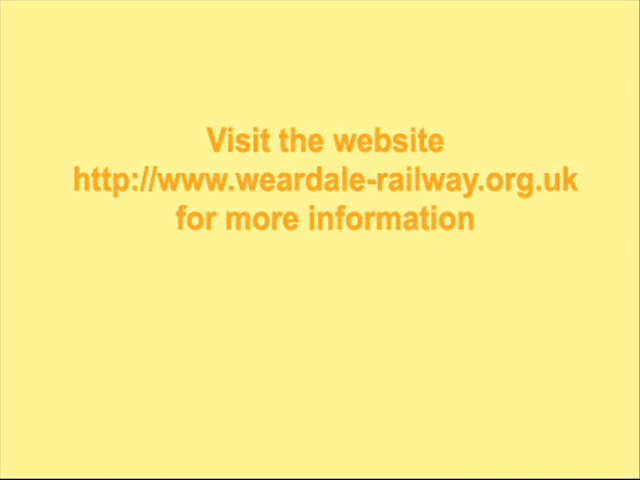 Visit the website
http://www.weardale-railway.org.uk
for more information